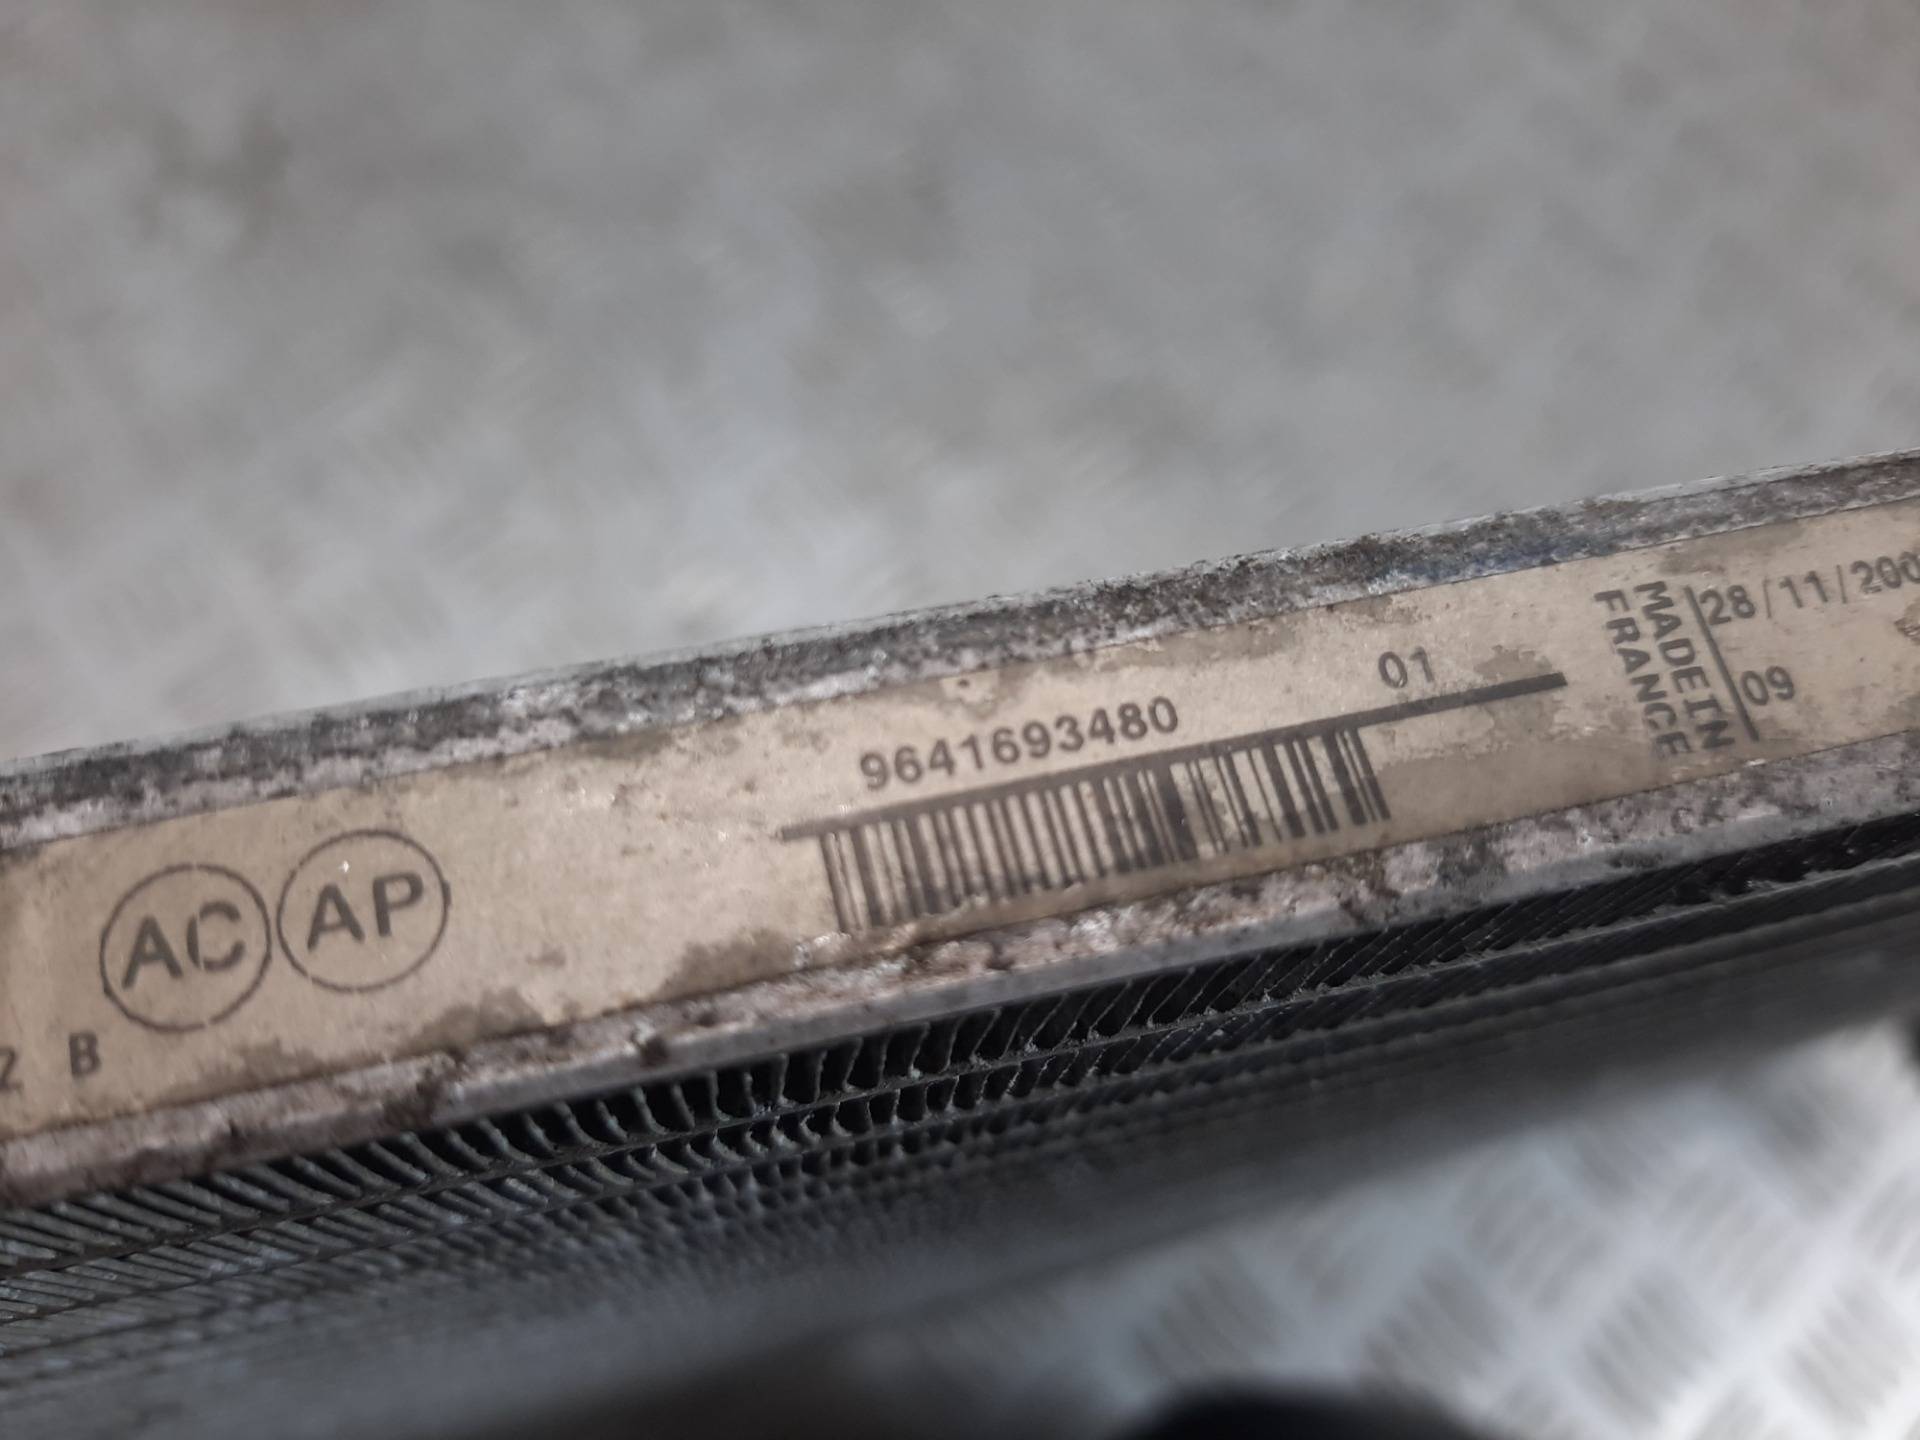 AC AP
Z B
9641693480 01
MADE IN
FRANCE
28/11/200
09